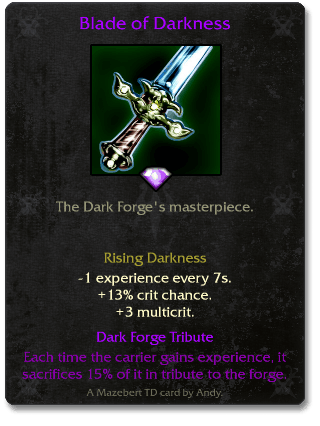 Blade of Darkness
The Dark Forge's masterpiece.
Rising Darkness
-1 experience every 7s.
+13% crit chance.
+3 multicrit.
Dark Forge Tribute
Each time the carrier gains experience, it
sacrifices 15% of it in tribute to the forge.
A Mazebert TD card by Andy.